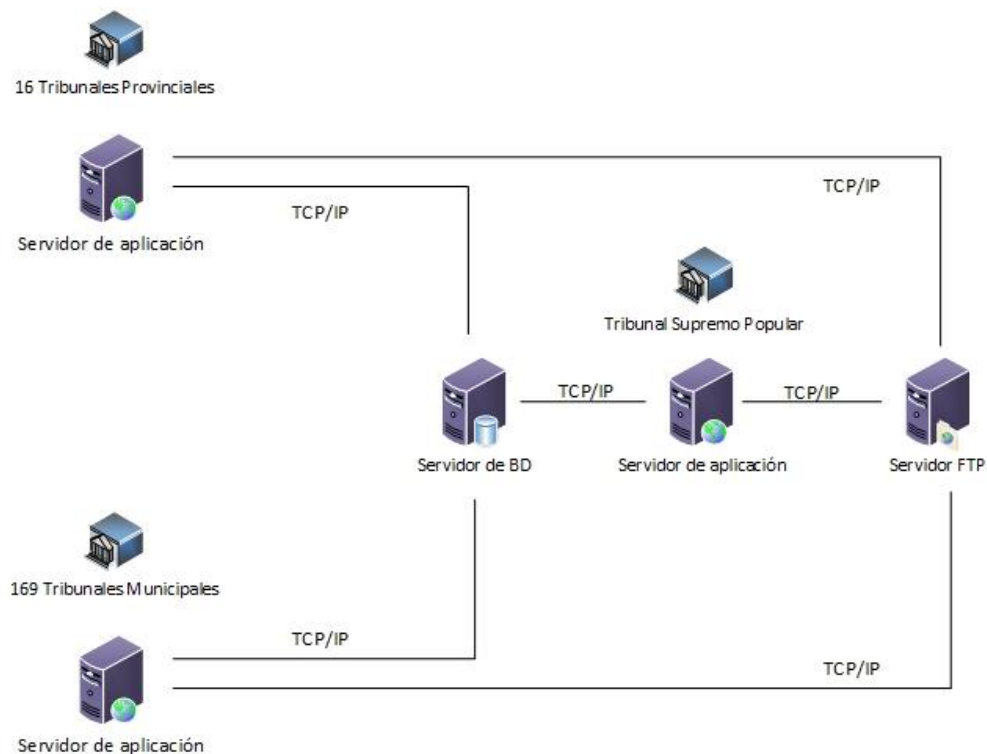 16 Tribunales Provinciales
Servidor de aplicación
TCP/IP
TCP/IP
Tribunal Supremo Popular
TCP/IP
TCP/IP
Servidor de BD
Servidor de aplicación
Servidor FTP
169 Tribunales Municipales
TCP/IP
TCP/IP
Servidor de aplicación